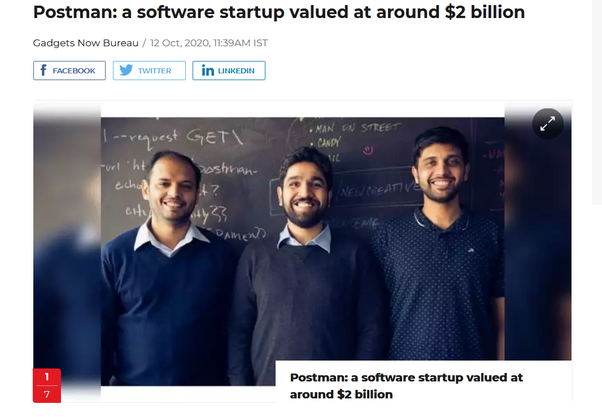 Postman: a software startup valued at around $2 billion
Gadgets Now Bureau / 12 Oct, 2020, 11:39AM IST
FACEBOOK
TWITTER
LINKEDIN
--request GET\
postman-
echo
• MAN ON STREET
• CANDY
NEW CREATIVE
1
7
Postman: a software startup valued at
around $2 billion